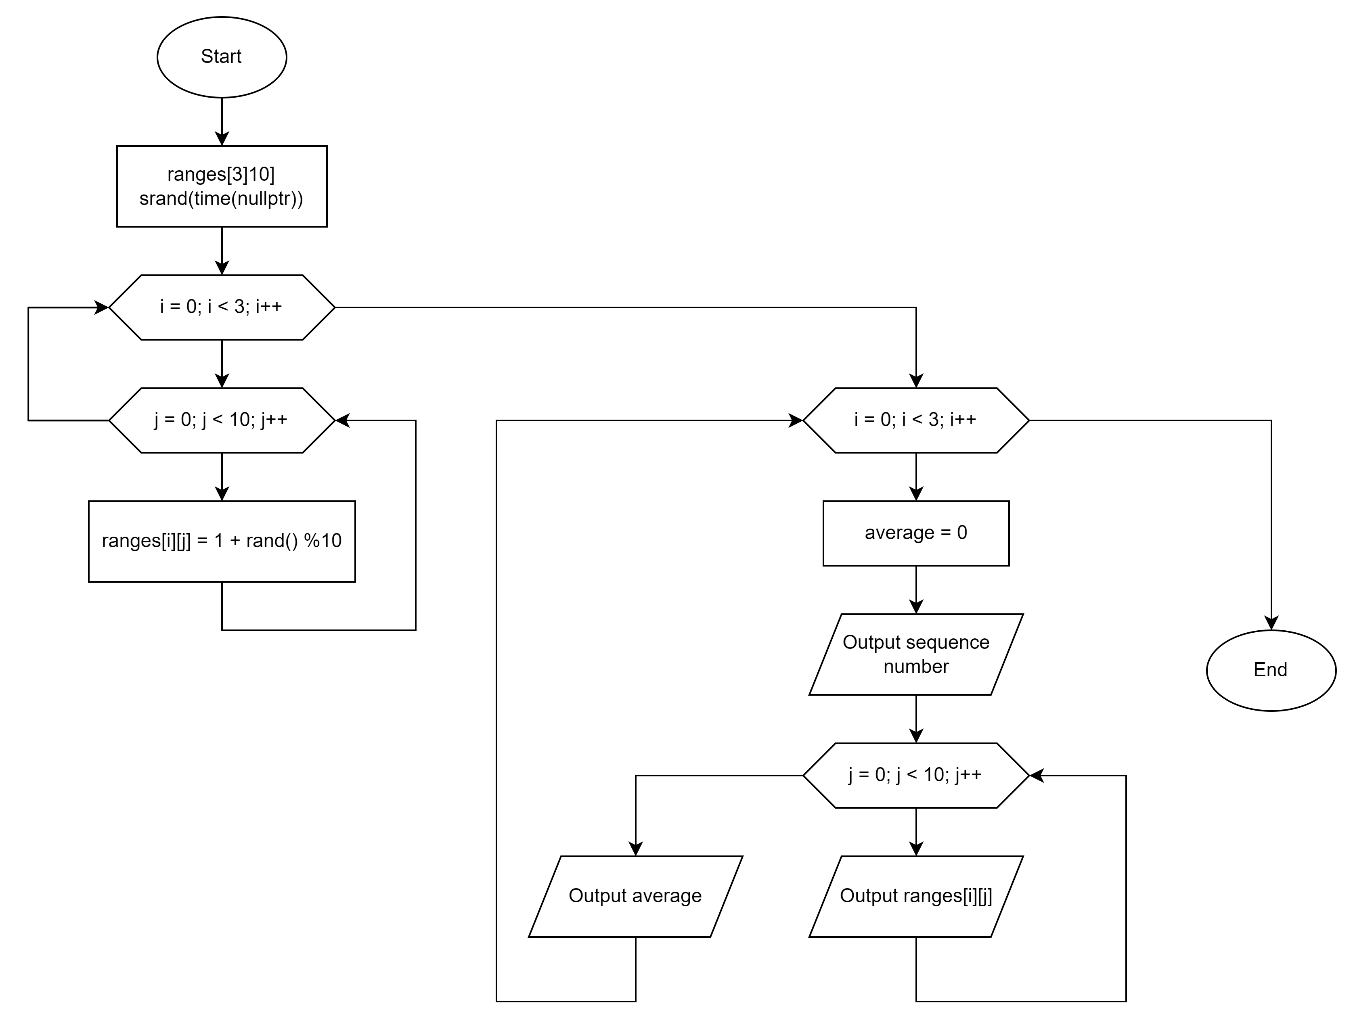 Start
ranges[3]10]
srand(time(nullptr))
i = 0; i < 3; i++
j = 0; j < 10; j++
ranges[i][j] = 1 + rand() %10
i = 0; i < 3; i++
average = 0
Output sequence
number
j = 0; j < 10; j++
Output average
Output ranges[i][j]
End